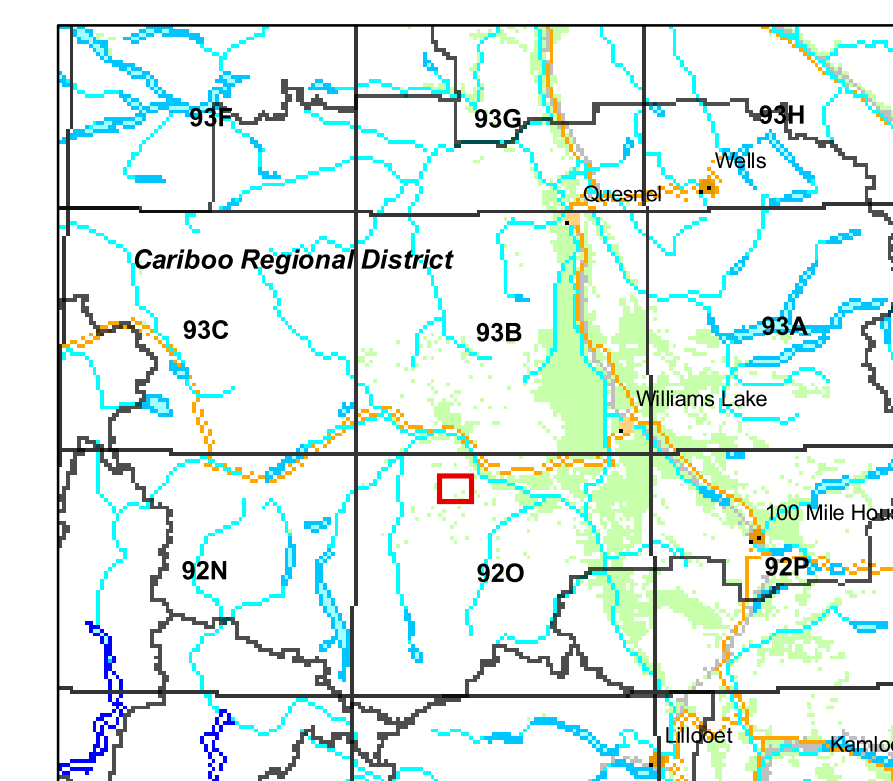 93F
93G
93H
Wells
Quesnel
Cariboo Regional District
93C
93B
93A
Williams Lake
100 Mile Hou
92N
92O
92P
Lillooet
Kamloo